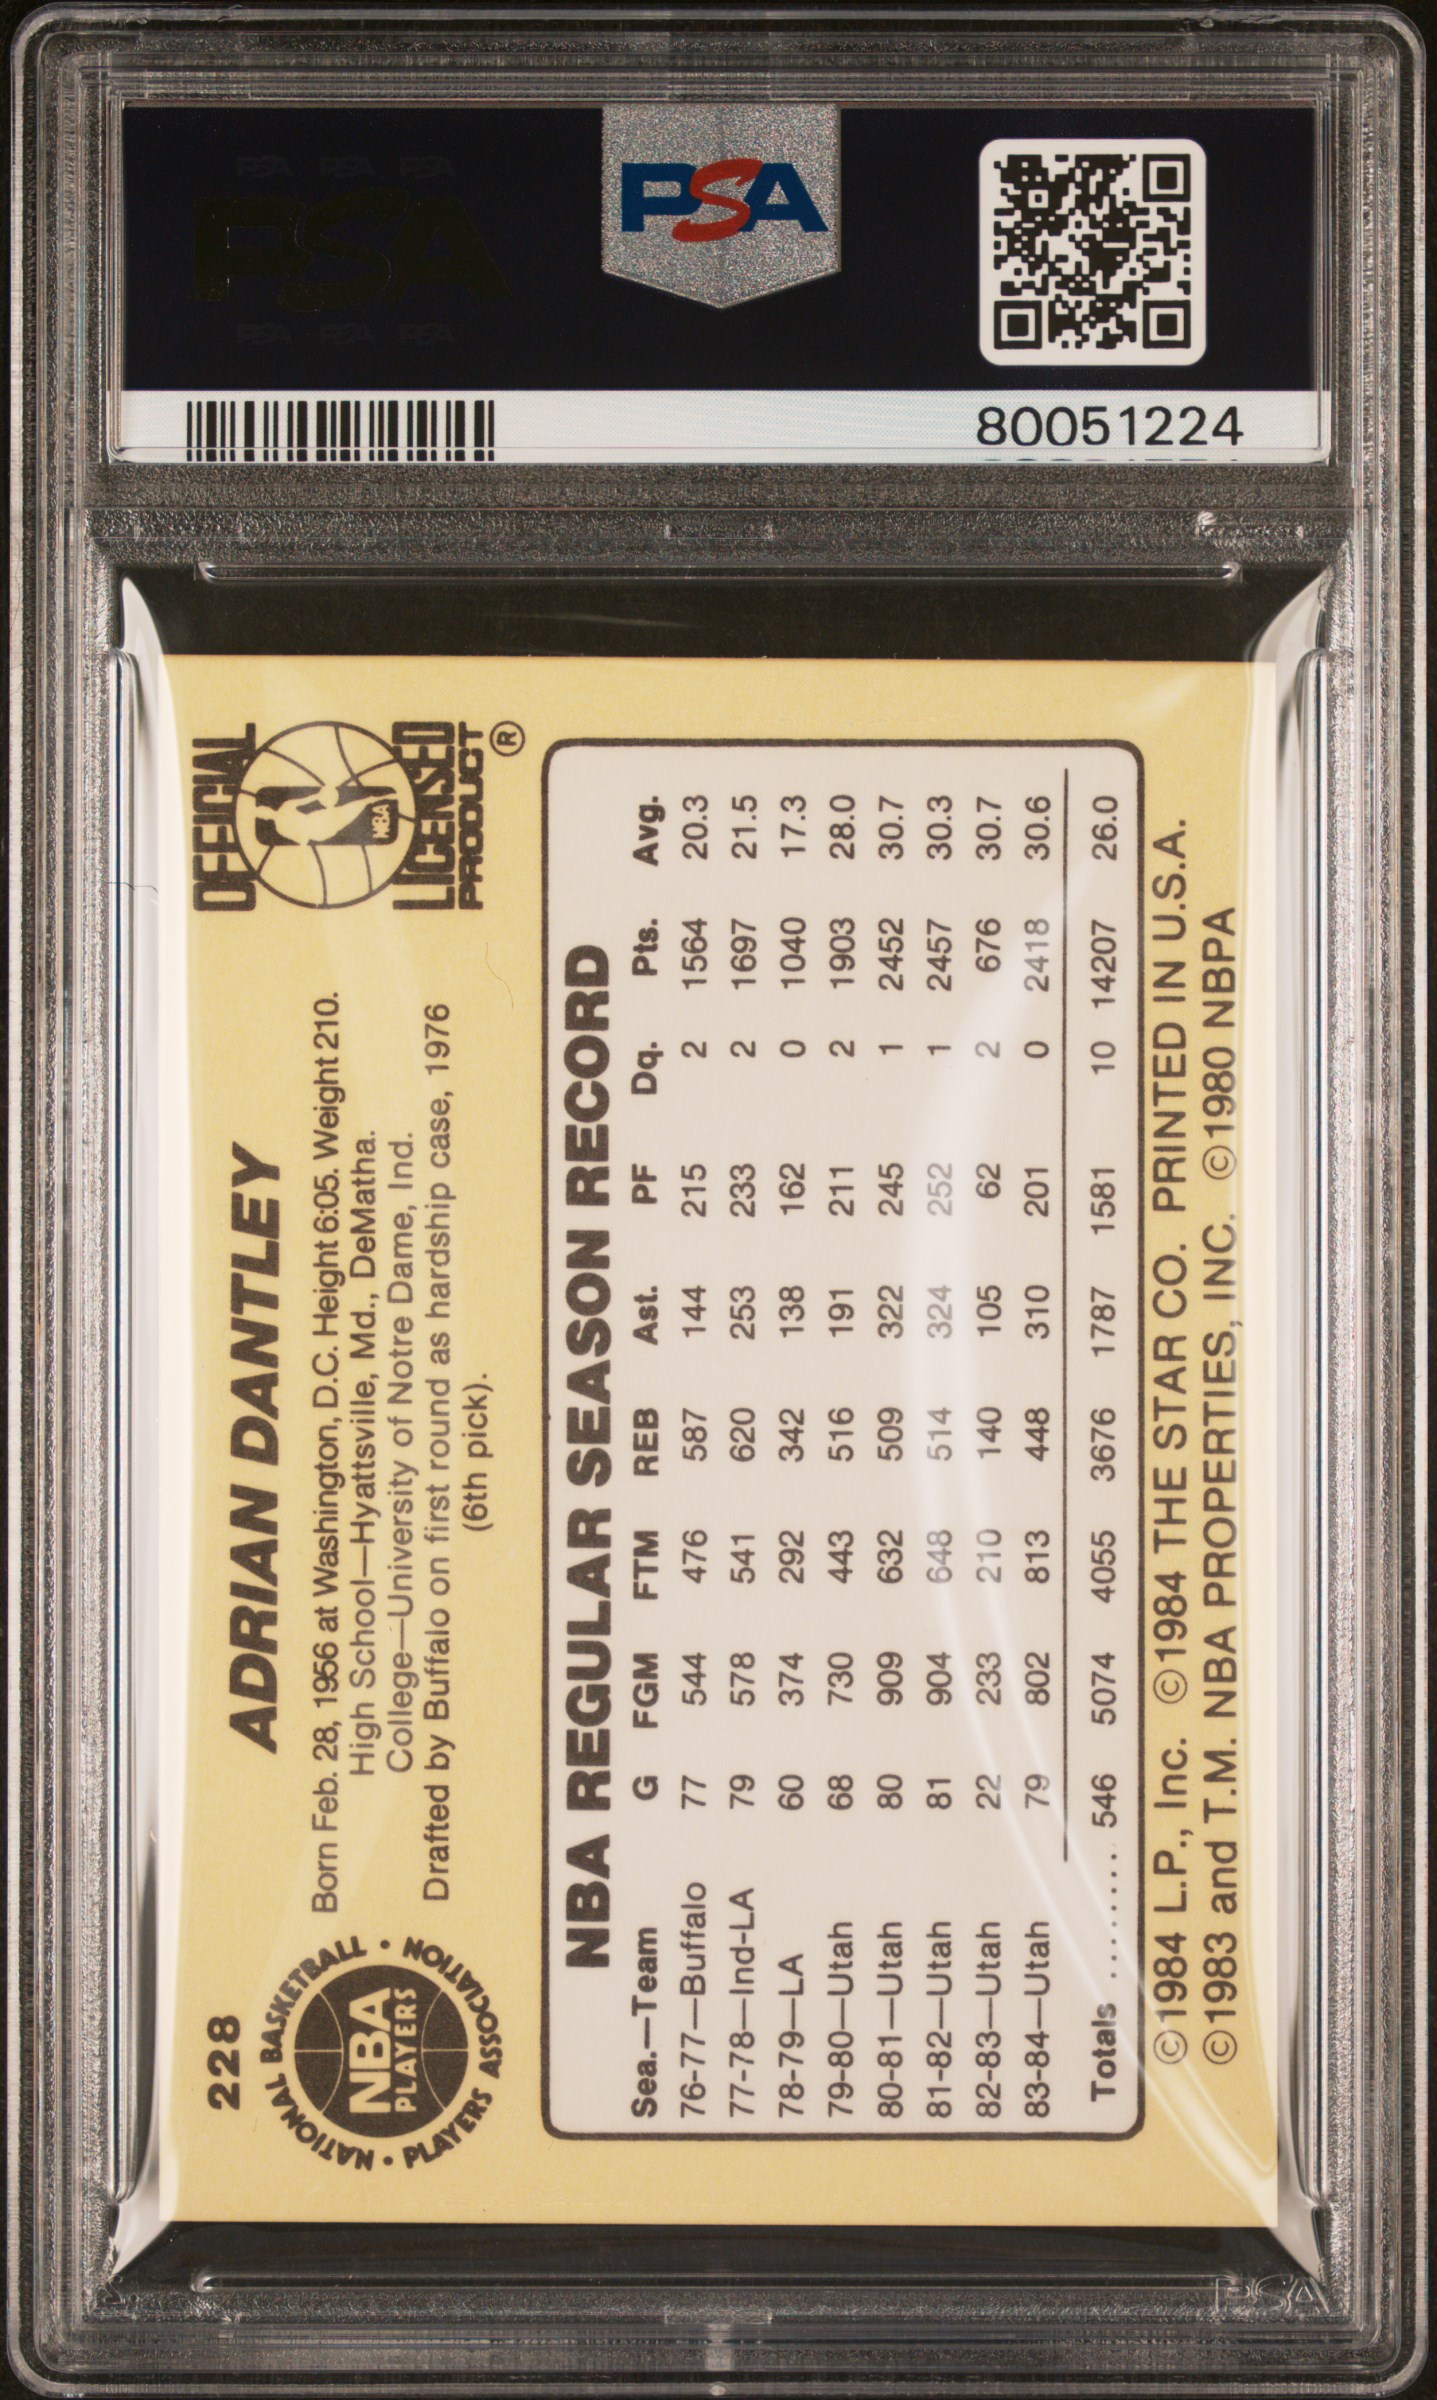 PSA
80051224
228
NATIONAL BASKETBALL • PLAYERS ASSOCIATION •
NBA
PLAYERS
ADRIAN DANTLEY
Born Feb. 28, 1956 at Washington, D.C. Height 6:05. Weight 210.
High School—Hyattsville, Md., DeMatha.
College—University of Notre Dame, Ind.
Drafted by Buffalo on first round as hardship case, 1976
(6th pick).
OFFICIAL
NBA
LICENSED
PRODUCT ®
NBA REGULAR SEASON RECORD
Sea.—Team G FGM FTM REB Ast. PF Dq. Pts. Avg.
76-77—Buffalo 77 544 476 587 144 215 2 1564 20.3
77-78—Ind-LA 79 578 541 620 253 233 2 1697 21.5
78-79—LA 60 374 292 342 138 162 0 1040 17.3
79-80—Utah 68 730 443 516 191 211 2 1903 28.0
80-81—Utah 80 909 632 509 322 245 1 2452 30.7
81-82—Utah 81 904 648 514 324 252 1 2457 30.3
82-83—Utah 22 233 210 140 105 62 2 676 30.7
83-84—Utah 79 802 813 448 310 201 0 2418 30.6
Totals ........ 546 5074 4055 3676 1787 1581 10 14207 26.0
©1984 L.P., Inc. ©1984 THE STAR CO. PRINTED IN U.S.A.
©1983 and T.M. NBA PROPERTIES, INC. ©1980 NBPA
PSA